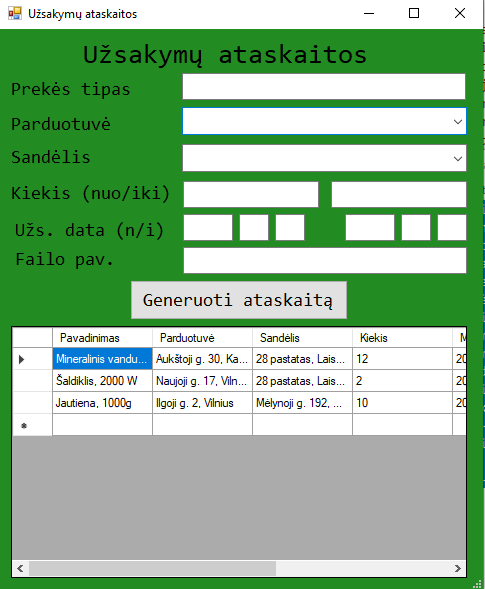 Užsakymų ataskaitos
Užsakymų ataskaitos
Prekės tipas
Parduotuvė
Sandėlis
Kiekis (nuo/iki)
Užs. data (n/i)
Failo pav.
Generuoti ataskaitą
Pavadinimas Parduotuvė Sandėlis Kiekis M
Mineralinis vandu... Aukštoji g. 30, Ka... 28 pastatas, Lais... 12 20
Šaldiklis, 2000 W Naujoji g. 17, Viln... 28 pastatas, Lais... 2 20
Jautiena, 1000g Ilgoji g. 2, Vilnius Mėlynoji g. 192, ... 10 20